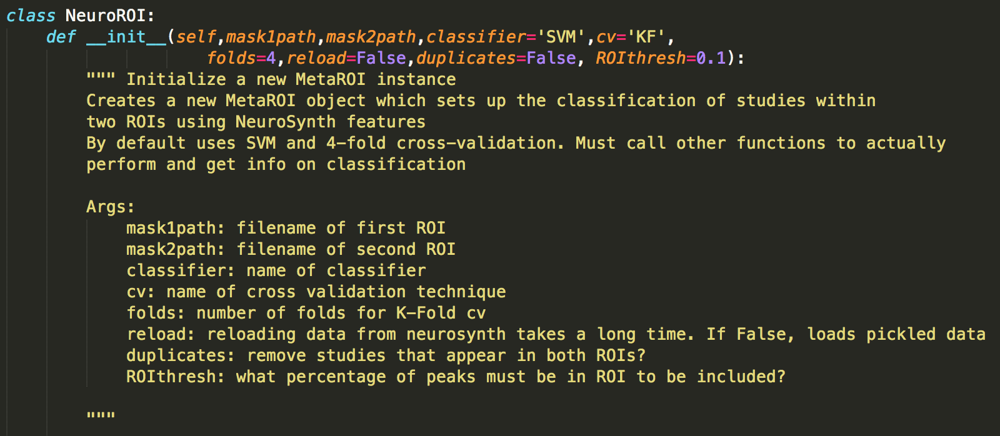 class NeuroROI:
def __init__(self,mask1path,mask2path,classifier='SVM',cv='KF',
folds=4,reload=False,duplicates=False, ROIthresh=0.1):
""" Initialize a new MetaROI instance
Creates a new MetaROI object which sets up the classification of studies within
two ROIs using NeuroSynth features
By default uses SVM and 4-fold cross-validation. Must call other functions to actually
perform and get info on classification
Args:
mask1path: filename of first ROI
mask2path: filename of second ROI
classifier: name of classifier
cv: name of cross validation technique
folds: number of folds for K-Fold cv
reload: reloading data from neurosynth takes a long time. If False, loads pickled data
duplicates: remove studies that appear in both ROIs?
ROIthresh: what percentage of peaks must be in ROI to be included?
"""